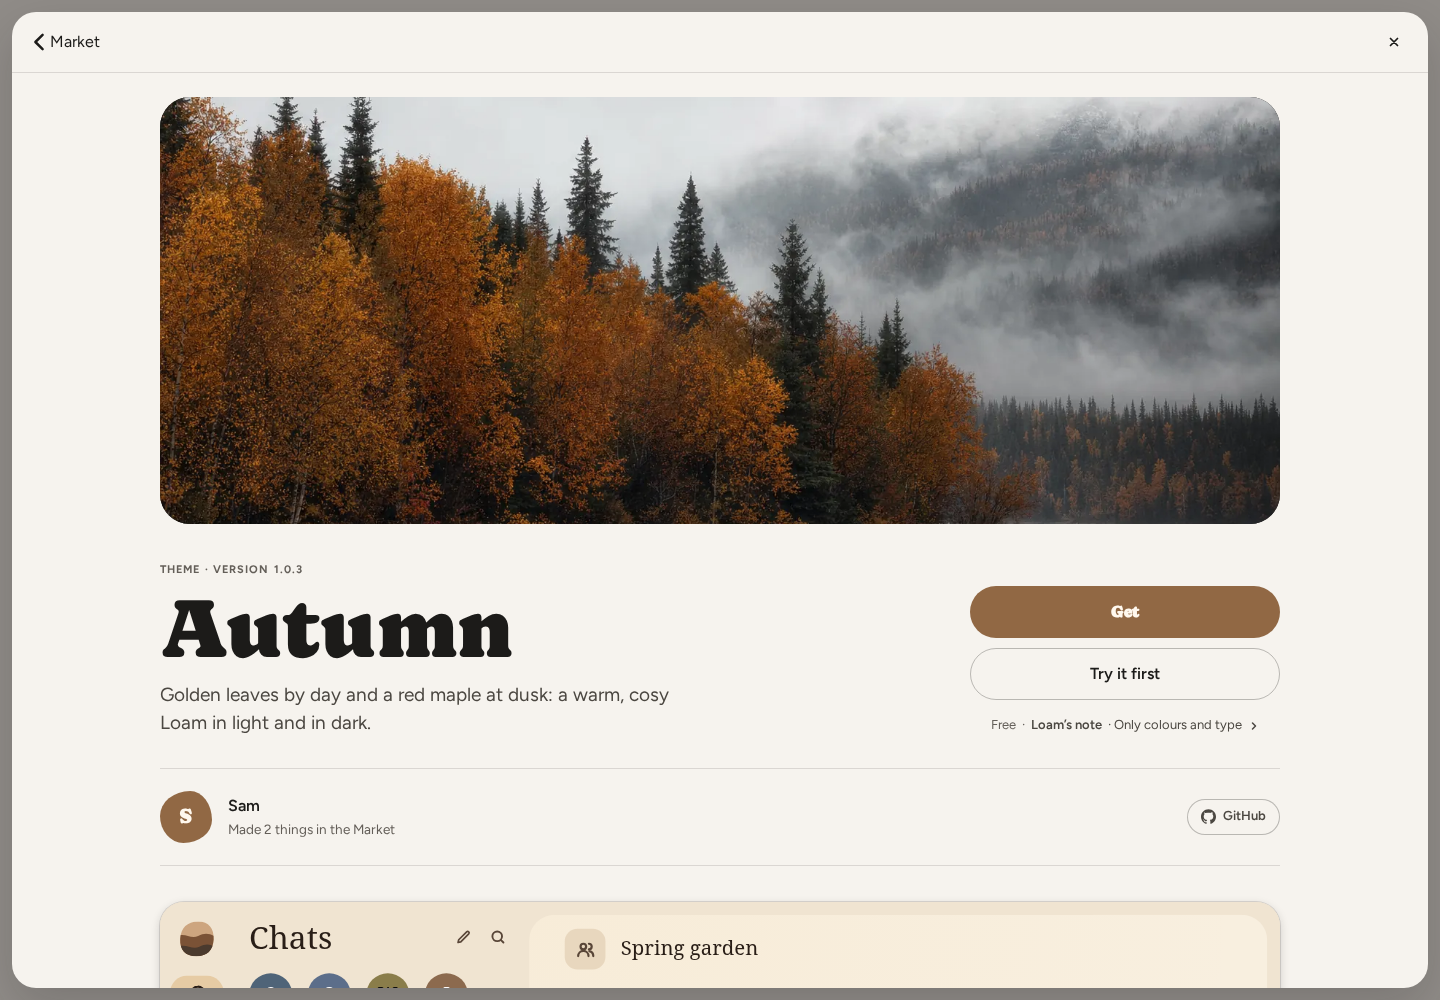 Market
THEME · VERSION 1.0.3
Autumn
Golden leaves by day and a red maple at dusk: a warm, cosy
Loam in light and in dark.
Get
Try it first
Free · Loam’s note · Only colours and type
S
Sam
Made 2 things in the Market
GitHub
Chats
Spring garden